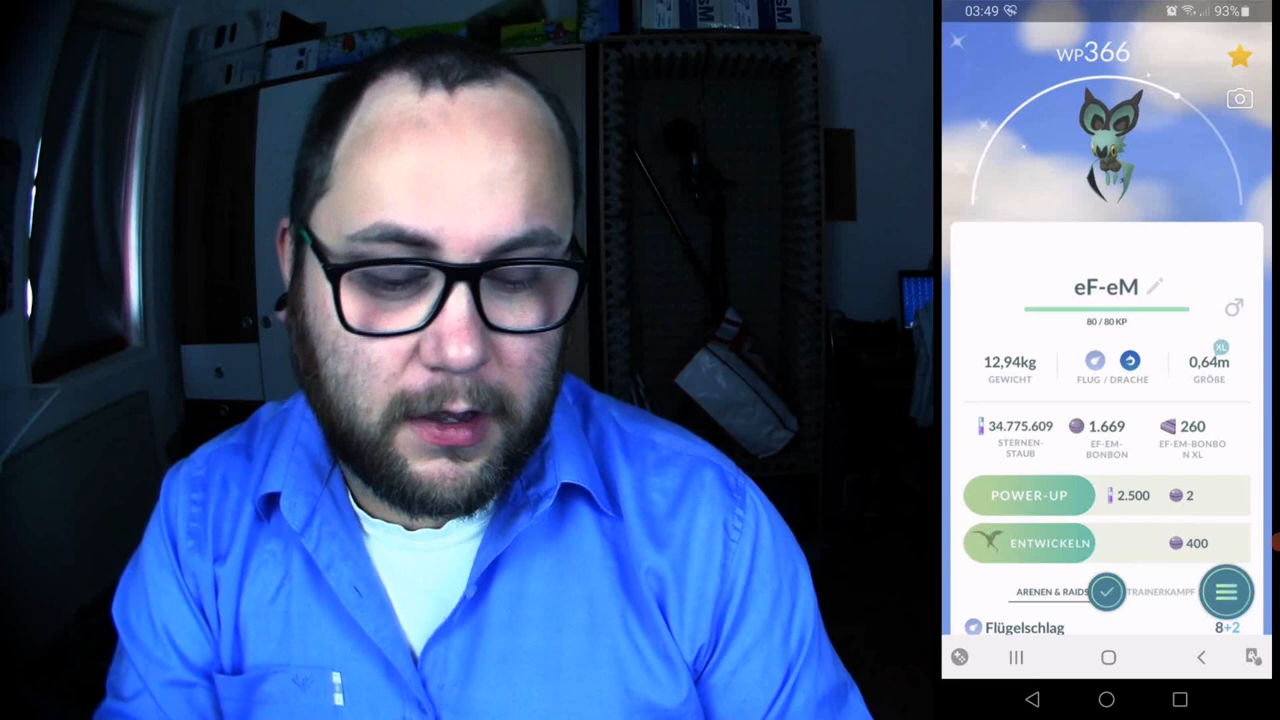 03:49
93%
WP366
eF-eM
80 / 80 KP
12,94kg
GEWICHT
FLUG / DRACHE
XL
0,64m
GRÖßE
34.775.609
STERNEN-
STAUB
1.669
EF-EM-
BONBON
260
EF-EM-BONBO
N XL
POWER-UP
2.500
2
ENTWICKELN
400
ARENEN & RAIDS
TRAINERKAMPF
Flügelschlag
8+2